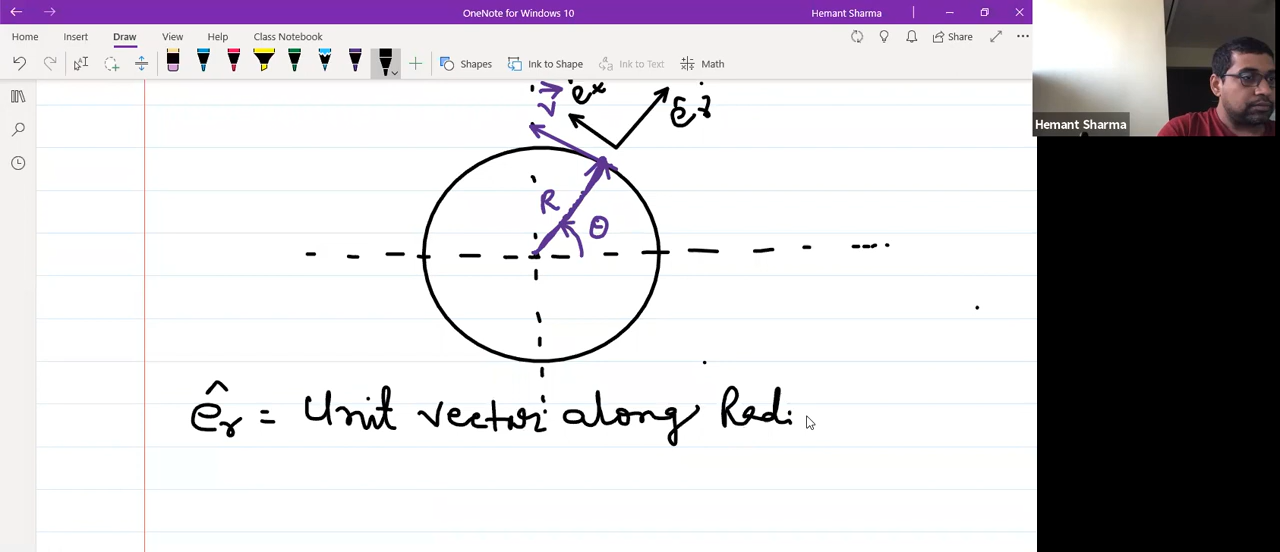 OneNote for Windows 10
Hemant Sharma
Home Insert Draw View Help Class Notebook
Share
Shapes Ink to Shape Ink to Text Math
Hemant Sharma
R
θ
ê_r = Unit vector along Radi